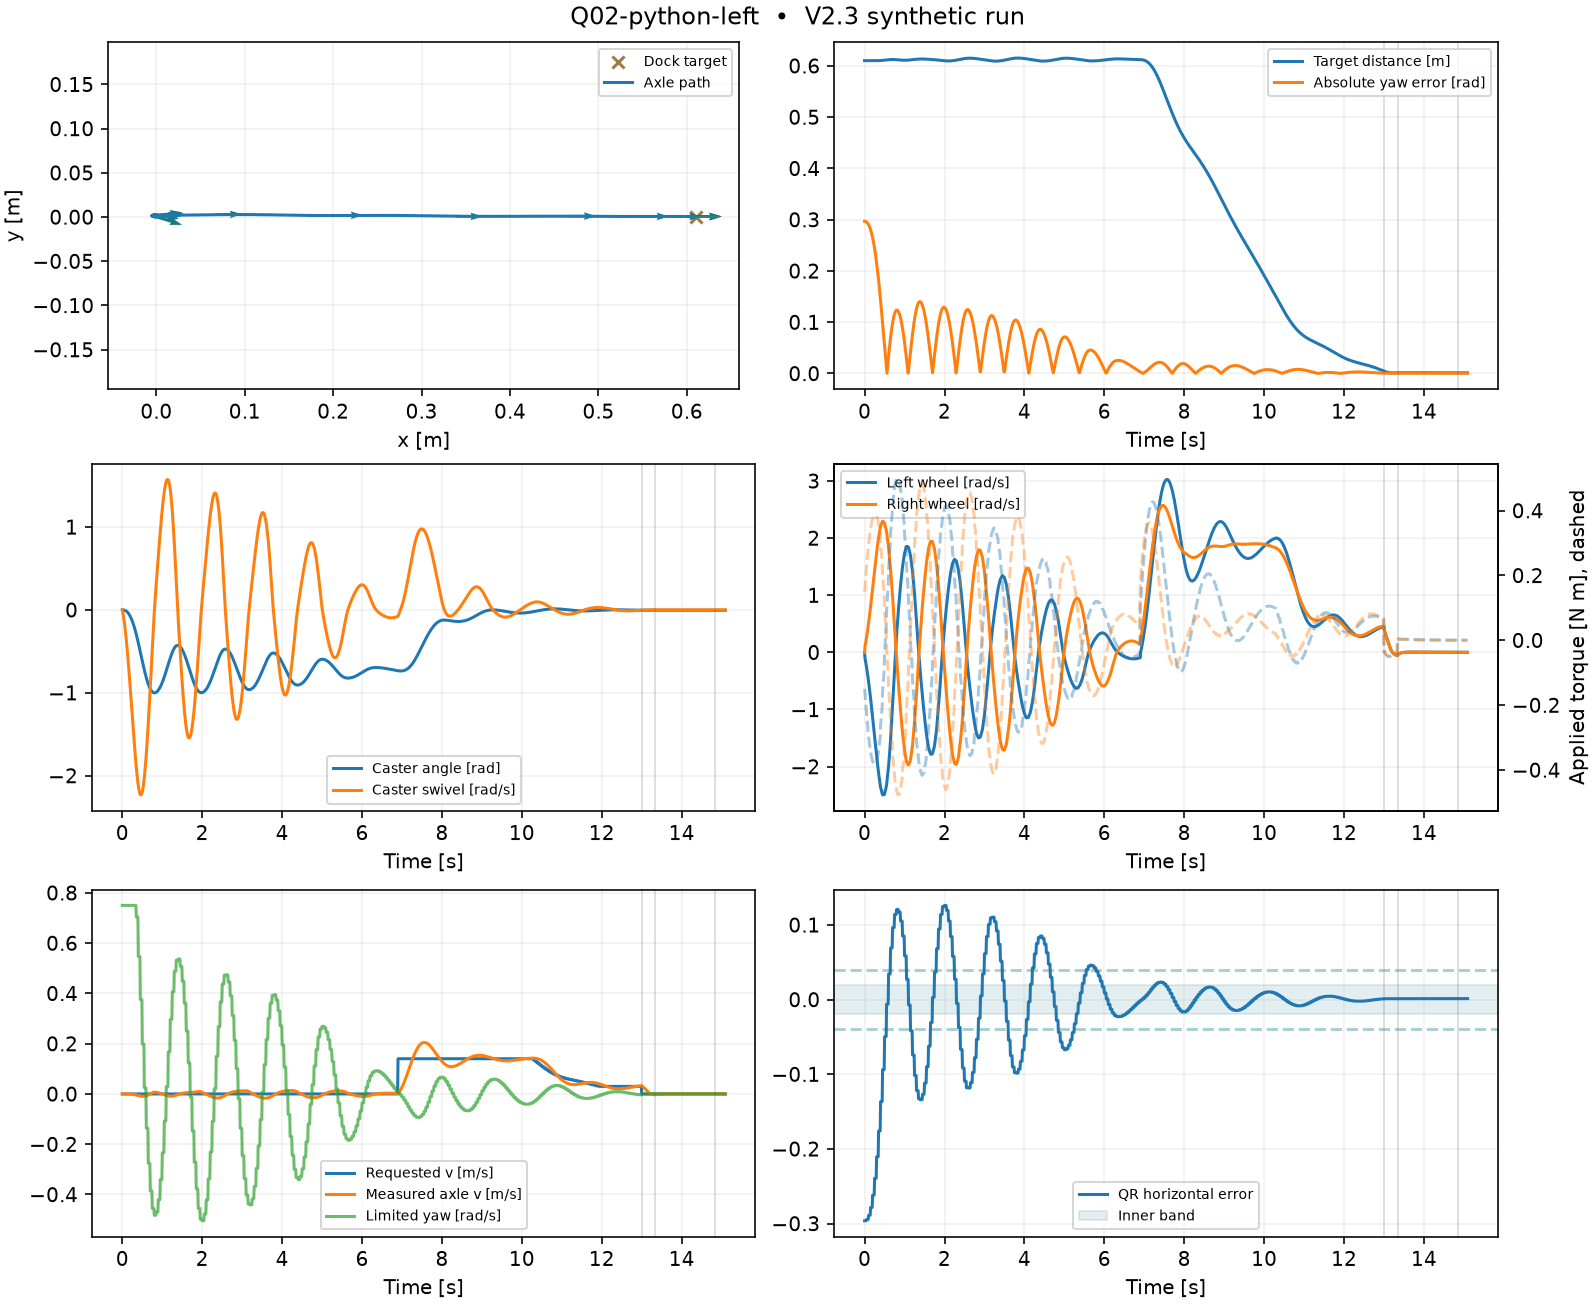 Q02-python-left • V2.3 synthetic run
Dock target
Axle path
0.15
0.10
0.05
0.00
−0.05
−0.10
−0.15
y [m]
0.0 0.1 0.2 0.3 0.4 0.5 0.6
x [m]
Target distance [m]
Absolute yaw error [rad]
0.6
0.5
0.4
0.3
0.2
0.1
0.0
0 2 4 6 8 10 12 14
Time [s]
1
0
−1
−2
Caster angle [rad]
Caster swivel [rad/s]
0 2 4 6 8 10 12 14
Time [s]
Left wheel [rad/s]
Right wheel [rad/s]
3
2
1
0
−1
−2
0.4
0.2
0.0
−0.2
−0.4
Applied torque [N m], dashed
0 2 4 6 8 10 12 14
Time [s]
0.8
0.6
0.4
0.2
0.0
−0.2
−0.4
Requested v [m/s]
Measured axle v [m/s]
Limited yaw [rad/s]
0 2 4 6 8 10 12 14
Time [s]
0.1
0.0
−0.1
−0.2
−0.3
QR horizontal error
Inner band
0 2 4 6 8 10 12 14
Time [s]